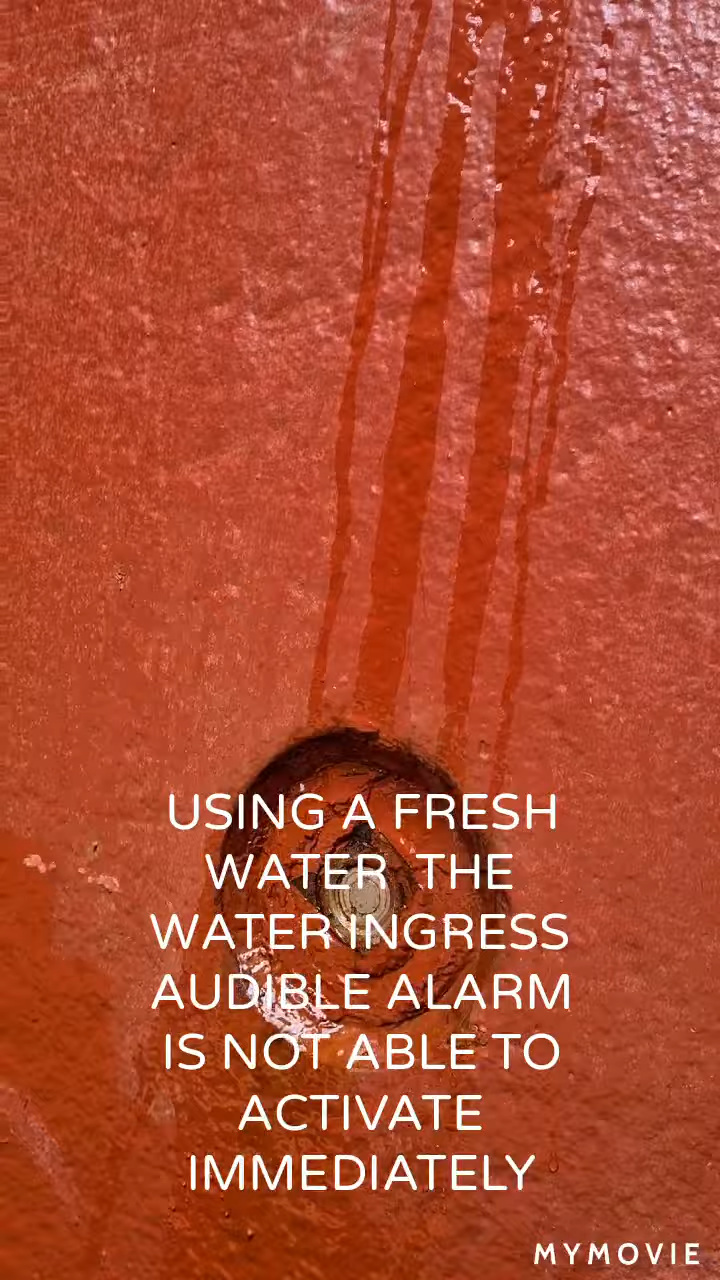 USING A FRESH
WATER THE
WATER INGRESS
AUDIBLE ALARM
IS NOT ABLE TO
ACTIVATE
IMMEDIATELY
MYMOVIE